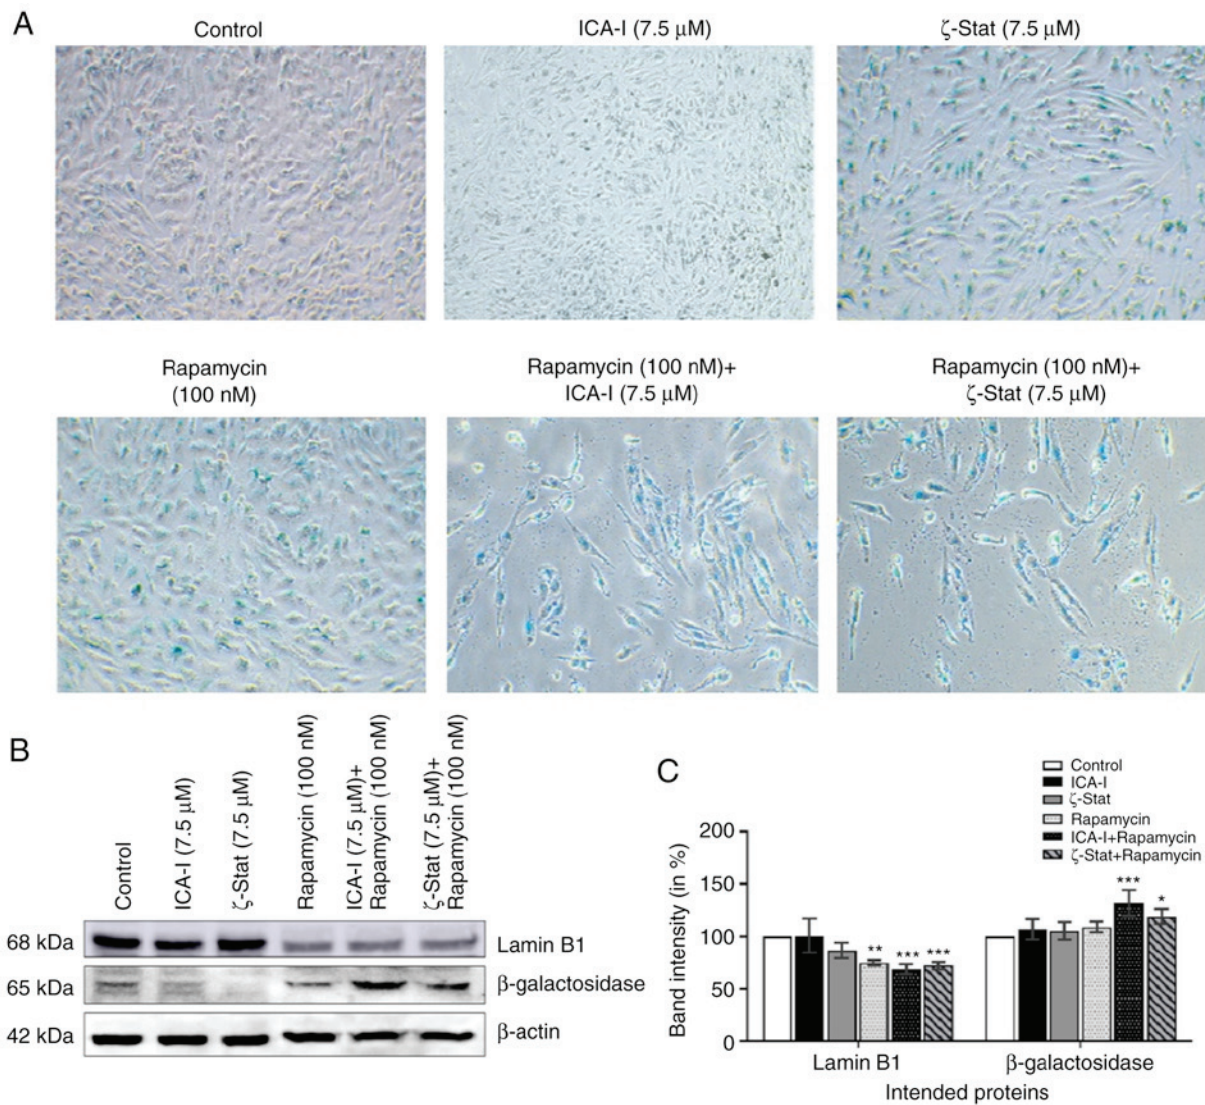 A
Control
ICA-I (7.5 μM)
ζ-Stat (7.5 μM)
Rapamycin
(100 nM)
Rapamycin (100 nM)+
ICA-I (7.5 μM)
Rapamycin (100 nM)+
ζ-Stat (7.5 μM)
B
Control
ICA-I (7.5 μM)
ζ-Stat (7.5 μM)
Rapamycin (100 nM)
ICA-I (7.5 μM)+
Rapamycin (100 nM)
ζ-Stat (7.5 μM)+
Rapamycin (100 nM)
68 kDa
Lamin B1
65 kDa
β-galactosidase
42 kDa
β-actin
C
Control
ICA-I
ζ-Stat
Rapamycin
ICA-I+Rapamycin
ζ-Stat+Rapamycin
Band intensity (in %)
200
150
100
50
0
**
***
***
***
*
Lamin B1
β-galactosidase
Intended proteins